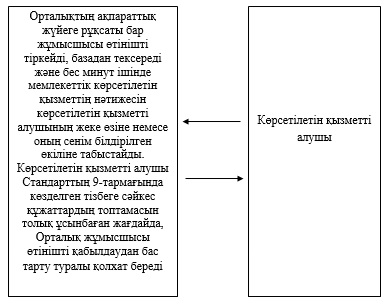 Орталықтың ақпараттық
жүйеге рұқсаты бар
жұмысшысы өтінішті
тіркейді, базадан тексереді
және бес минут ішінде
мемлекеттік көрсетілетін
қызметтің нәтижесін
көрсетілетін қызметті
алушының жеке өзіне немесе
оның сенім білдірілген
өкіліне табыстайды.
Көрсетілетін қызметті алушы
Стандарттың 9-тармағында
көзделген тізбеге сәйкес
құжаттардың топтамасын
толық ұсынбаған жағдайда,
Орталық жұмысшысы
өтінішті қабылдаудан бас
тарту туралы қолхат береді
Көрсетілетін қызметті
алушы